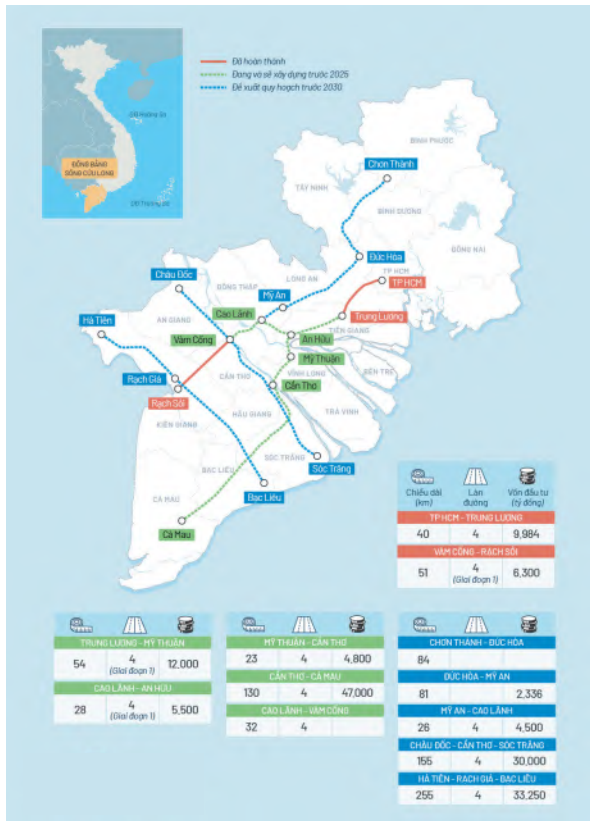 Đã hoàn thành
Đang và sẽ xây dựng trước 2025
Đề xuất quy hoạch trước 2030
ĐỒNG BẰNG
SÔNG CỬU LONG
BÌNH PHƯỚC
Chơn Thành
TÂY NINH
BÌNH DƯƠNG
ĐỒNG NAI
Đức Hòa
TP HCM
TP HCM
LONG AN
Châu Đốc
ĐỒNG THÁP
Mỹ An
Hà Tiên
AN GIANG
Cao Lãnh
Trung Lương
TIỀN GIANG
Vàm Cống
An Hữu
Mỹ Thuận
BẾN TRE
CẦN THƠ
VĨNH LONG
Rạch Giá
Cần Thơ
Rạch Sỏi
HẬU GIANG
TRÀ VINH
KIÊN GIANG
SÓC TRĂNG
Sóc Trăng
BẠC LIÊU
Bạc Liêu
CÀ MAU
Cà Mau
Chiều dài (km) Làn đường Vốn đầu tư (tỷ đồng)
TP HCM - TRUNG LƯƠNG
40 4 9,984
VÀM CỐNG - RẠCH SỎI
51 4 (Giai đoạn 1) 6,300
TRUNG LƯƠNG - MỸ THUẬN
54 4 (Giai đoạn 1) 12,000
CAO LÃNH - AN HỮU
28 4 (Giai đoạn 1) 5,500
MỸ THUẬN - CẦN THƠ
23 4 4,800
CẦN THƠ - CÀ MAU
130 4 47,000
CAO LÃNH - VÀM CỐNG
32 4
CHƠN THÀNH - ĐỨC HÒA
84
ĐỨC HÒA - MỸ AN
81 2,336
MỸ AN - CAO LÃNH
26 4 4,500
CHÂU ĐỐC - CẦN THƠ - SÓC TRĂNG
155 4 30,000
HÀ TIÊN - RẠCH GIÁ - BẠC LIÊU
255 4 33,250